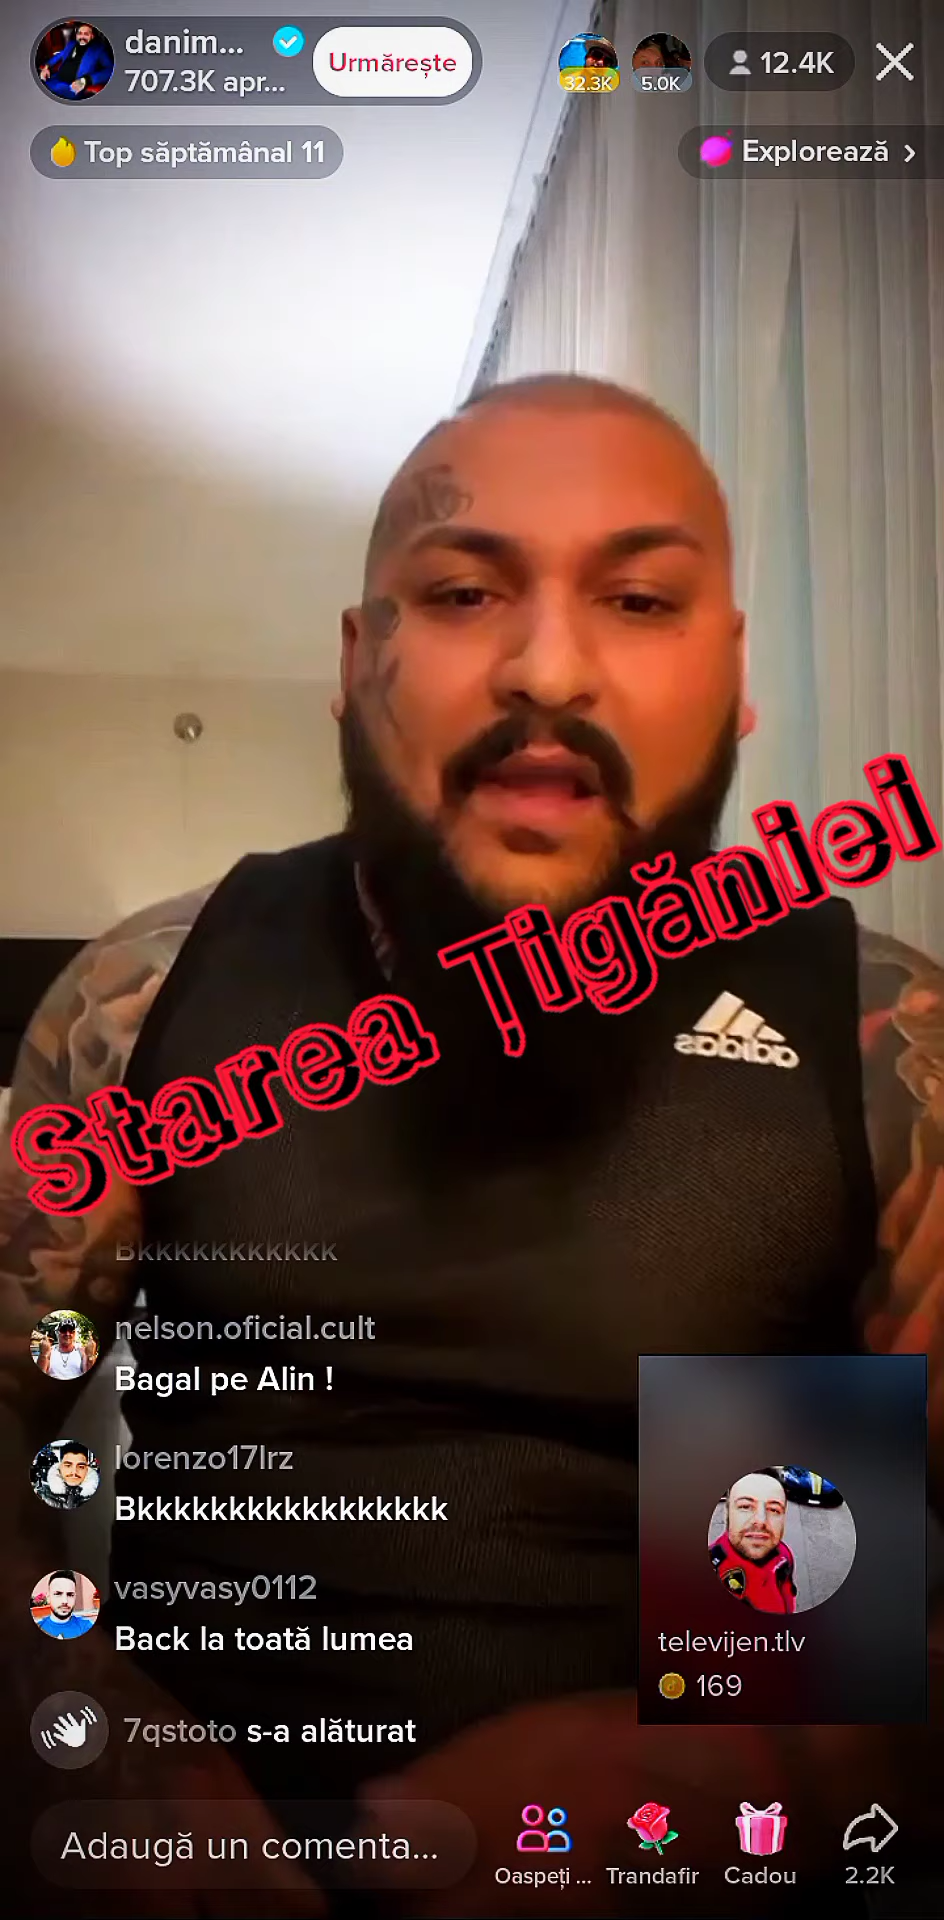 danim...
Urmărește
707.3K apr...
32.3K
5.0K
12.4K
Top săptămânal 11
Explorează
Starea Țigăniei
adidas
Bkkkkkkkkkkkk
nelson.oficial.cult
Bagal pe Alin !
lorenzo17lrz
Bkkkkkkkkkkkkkkkkkk
vasyvasy0112
Back la toată lumea
7qstoto s-a alăturat
televijen.tlv
169
Adaugă un comenta...
Oaspeți ...
Trandafir
Cadou
2.2K